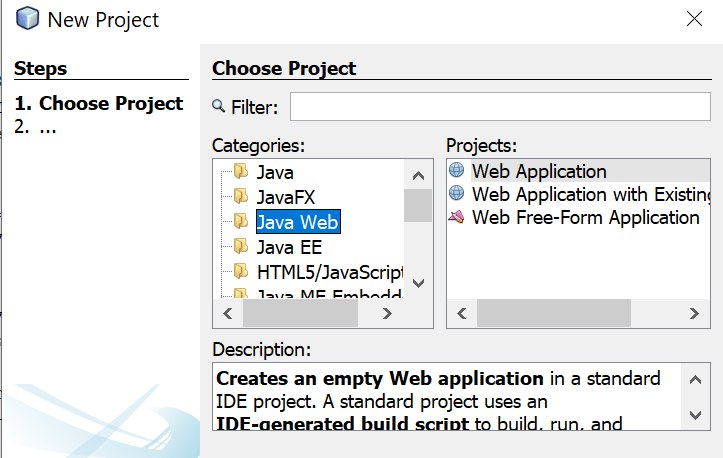 New Project
Steps
1. Choose Project
2. ...
Choose Project
Filter:
Categories:
Java
JavaFX
Java Web
Java EE
HTML5/JavaScript
Java ME Embedd
Projects:
Web Application
Web Application with Existing
Web Free-Form Application
Description:
Creates an empty Web application in a standard
IDE project. A standard project uses an
IDE-generated build script to build, run, and